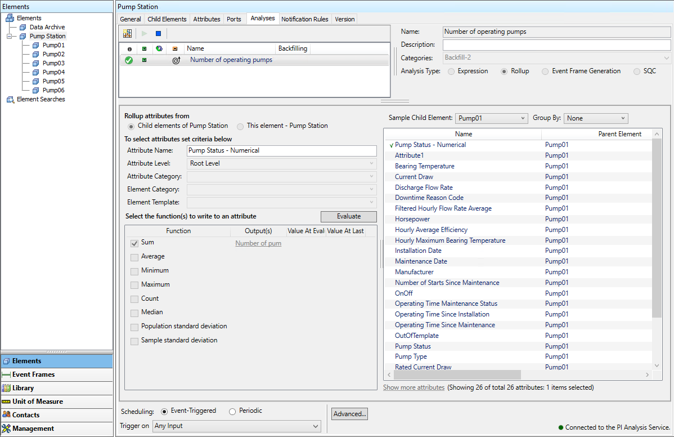 Elements
Elements
Data Archive
Pump Station
Pump01
Pump02
Pump03
Pump04
Pump05
Pump06
Element Searches
Elements
Event Frames
Library
Unit of Measure
Contacts
Management
Pump Station
General Child Elements Attributes Ports Analyses Notification Rules Version
Name Backfilling
Number of operating pumps
Name: Number of operating pumps
Description:
Categories: Backfill-2
Analysis Type: Expression Rollup Event Frame Generation SQC
Rollup attributes from
Child elements of Pump Station This element - Pump Station
To select attributes set criteria below
Attribute Name: Pump Status - Numerical
Attribute Level: Root Level
Attribute Category:
Element Category:
Element Template:
Select the function(s) to write to an attribute Evaluate
Function Output(s) Value At Eval Value At Last
Sum Number of pum
Average
Minimum
Maximum
Count
Median
Population standard deviation
Sample standard deviation
Sample Child Element: Pump01 Group By: None
Name Parent Element
Pump Status - Numerical Pump01
Attribute1 Pump01
Bearing Temperature Pump01
Current Draw Pump01
Discharge Flow Rate Pump01
Downtime Reason Code Pump01
Filtered Hourly Flow Rate Average Pump01
Horsepower Pump01
Hourly Average Efficiency Pump01
Hourly Maximum Bearing Temperature Pump01
Installation Date Pump01
Maintenance Date Pump01
Manufacturer Pump01
Number of Starts Since Maintenance Pump01
OnOff Pump01
Operating Time Maintenance Status Pump01
Operating Time Since Installation Pump01
Operating Time Since Maintenance Pump01
OutOfTemplate Pump01
Pump Status Pump01
Pump Type Pump01
Rated Current Draw Pump01
Show more attributes (Showing 26 of total 26 attributes: 1 items selected)
Scheduling: Event-Triggered Periodic Advanced...
Trigger on Any Input
Connected to the PI Analysis Service.